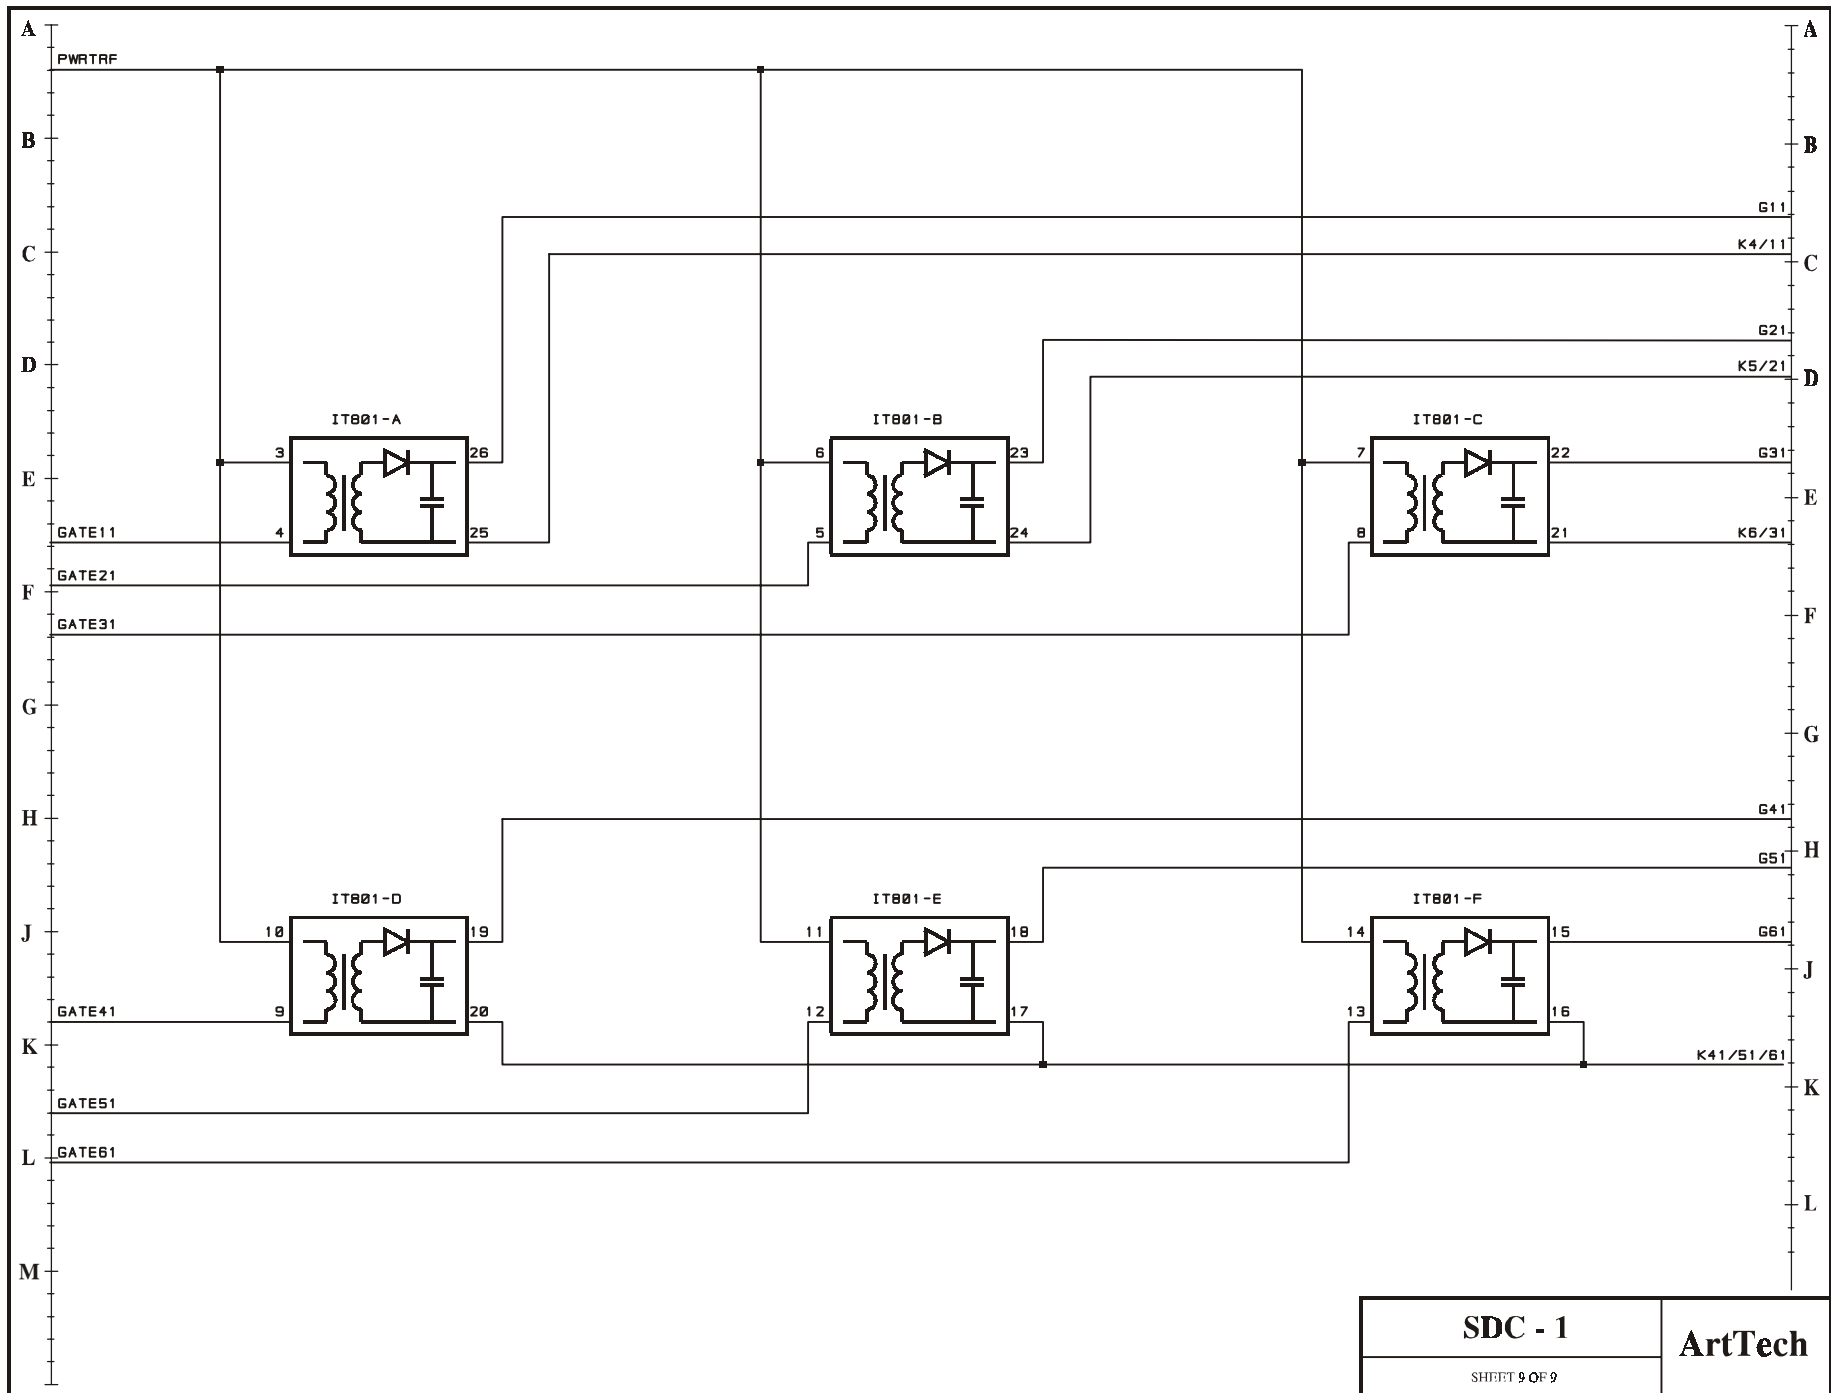 A A
PWRTRF
B B
G11
K4/11
C C
G21
K5/21
D D
IT801-A IT801-B IT801-C
3 26 6 23 7 22 G31
E E
GATE11 4 25 5 24 8 21 K6/31
GATE21
F F
GATE31
G G
H G41
H
G51
IT801-D IT801-E IT801-F
J 10 19 11 18 14 15 G61
J
GATE41 9 20 12 17 13 16
K K41/51/61
K
GATE51
L GATE61
L
M
SDC - 1
ArtTech
SHEET 9 OF 9